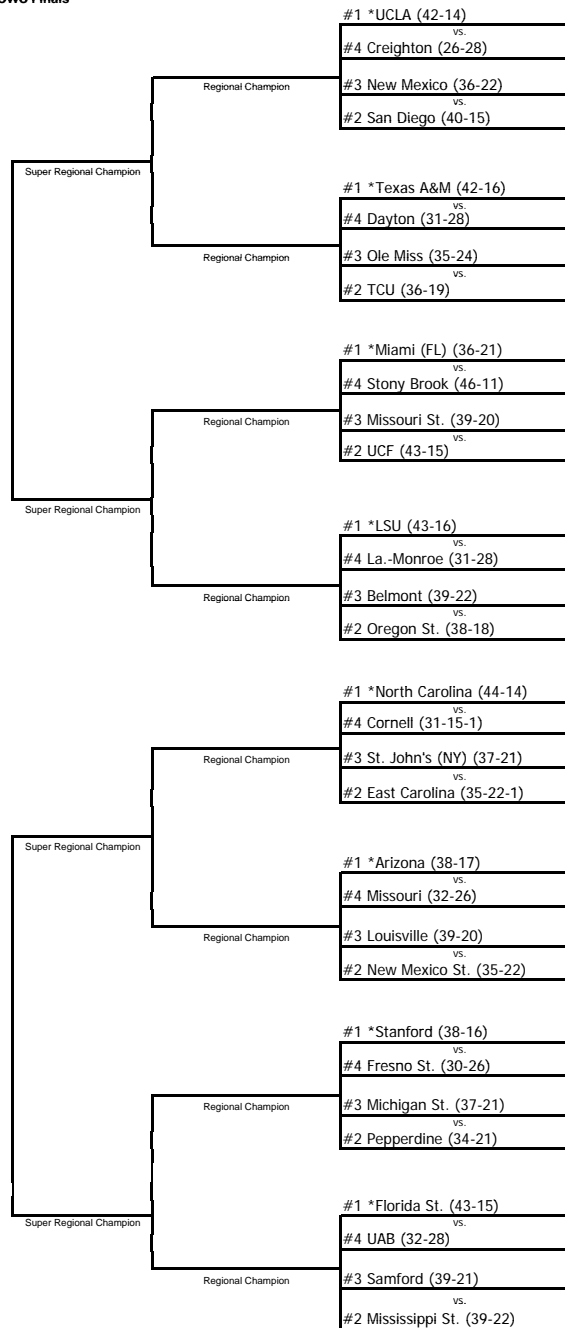 CWS Finals
#1 *UCLA (42-14)
vs.
#4 Creighton (26-28)
Regional Champion
#3 New Mexico (36-22)
vs.
#2 San Diego (40-15)
Super Regional Champion
#1 *Texas A&M (42-16)
vs.
#4 Dayton (31-28)
Regional Champion
#3 Ole Miss (35-24)
vs.
#2 TCU (36-19)
#1 *Miami (FL) (36-21)
vs.
#4 Stony Brook (46-11)
Regional Champion
#3 Missouri St. (39-20)
vs.
#2 UCF (43-15)
Super Regional Champion
#1 *LSU (43-16)
vs.
#4 La.-Monroe (31-28)
Regional Champion
#3 Belmont (39-22)
vs.
#2 Oregon St. (38-18)
#1 *North Carolina (44-14)
vs.
#4 Cornell (31-15-1)
Regional Champion
#3 St. John's (NY) (37-21)
vs.
#2 East Carolina (35-22-1)
Super Regional Champion
#1 *Arizona (38-17)
vs.
#4 Missouri (32-26)
Regional Champion
#3 Louisville (39-20)
vs.
#2 New Mexico St. (35-22)
#1 *Stanford (38-16)
vs.
#4 Fresno St. (30-26)
Regional Champion
#3 Michigan St. (37-21)
vs.
#2 Pepperdine (34-21)
Super Regional Champion
#1 *Florida St. (43-15)
vs.
#4 UAB (32-28)
Regional Champion
#3 Samford (39-21)
vs.
#2 Mississippi St. (39-22)